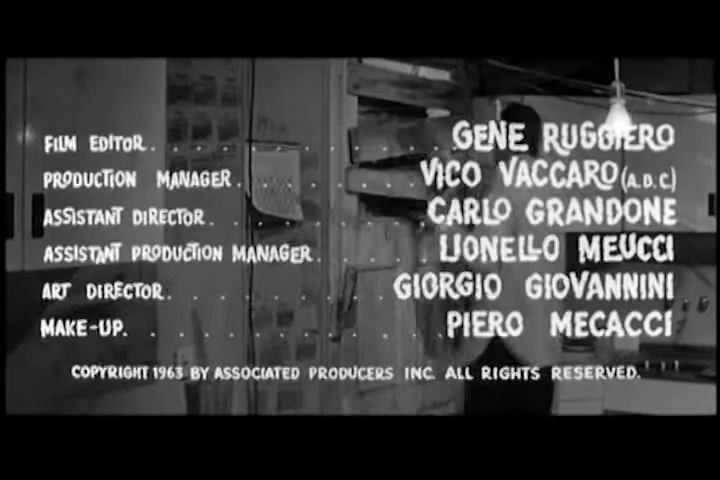 FILM EDITOR. . . . . . . . . . . . . GENE RUGGIERO
PRODUCTION MANAGER. . . . . . . . VICO VACCARO (A.D.C.)
ASSISTANT DIRECTOR. . . . . . . . . CARLO GRANDONE
ASSISTANT PRODUCTION MANAGER. . . . . LIONELLO MEUCCI
ART DIRECTOR. . . . . . . . . GIORGIO GIOVANNINI
MAKE-UP. . . . . . . . . . . . . PIERO MECACCI
COPYRIGHT 1963 BY ASSOCIATED PRODUCERS INC. ALL RIGHTS RESERVED.